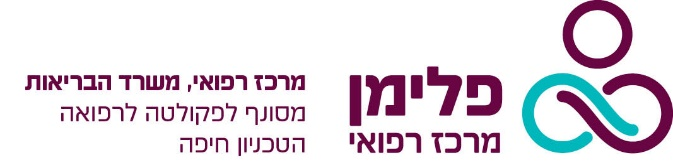 פלימן
מרכז רפואי
מרכז רפואי, משרד הבריאות
מסונף לפקולטה לרפואה
הטכניון חיפה